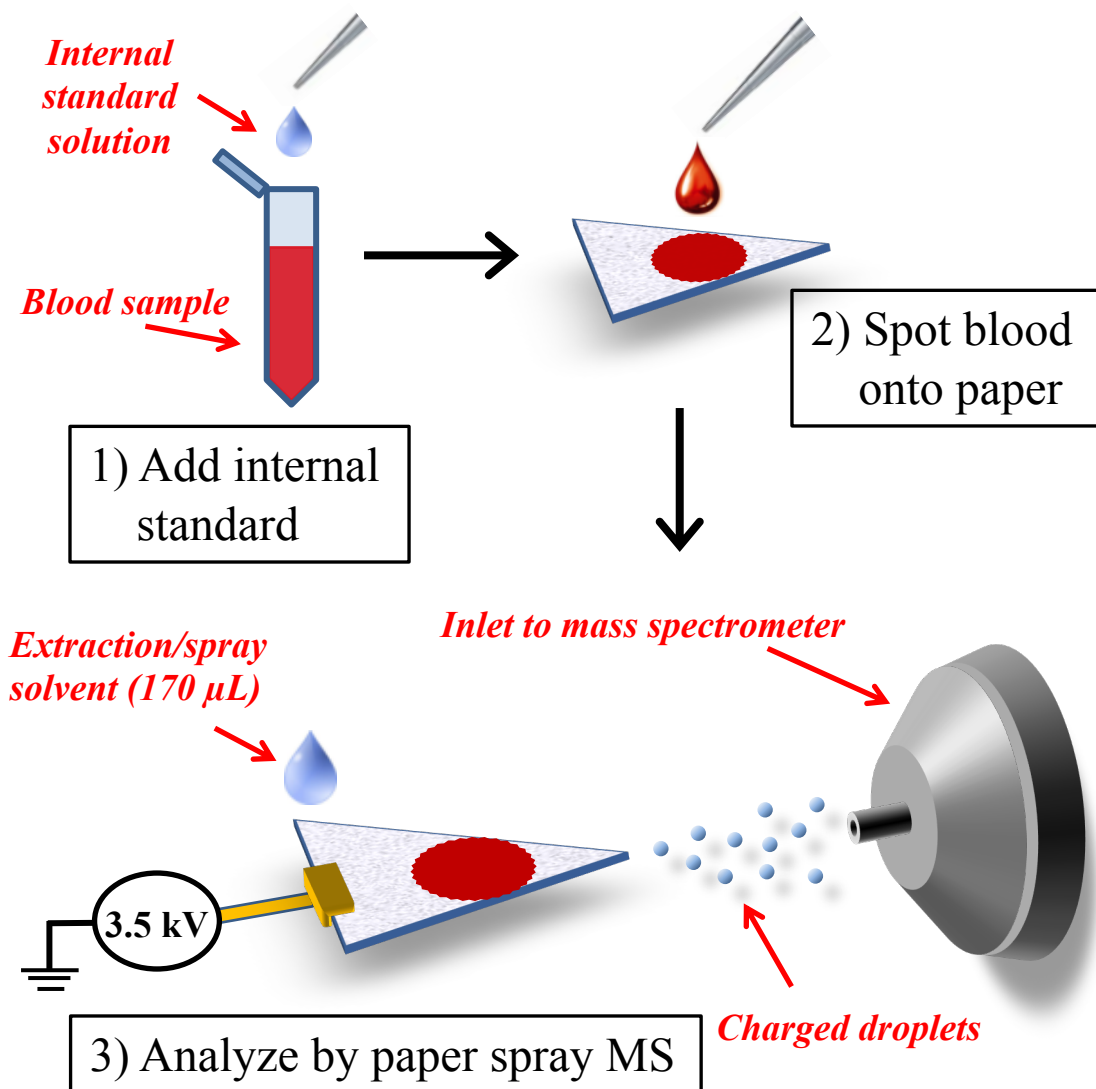 Internal
standard
solution
Blood sample
1) Add internal
standard
2) Spot blood
onto paper
Extraction/spray
solvent (170 µL)
Inlet to mass spectrometer
3.5 kV
Charged droplets
3) Analyze by paper spray MS